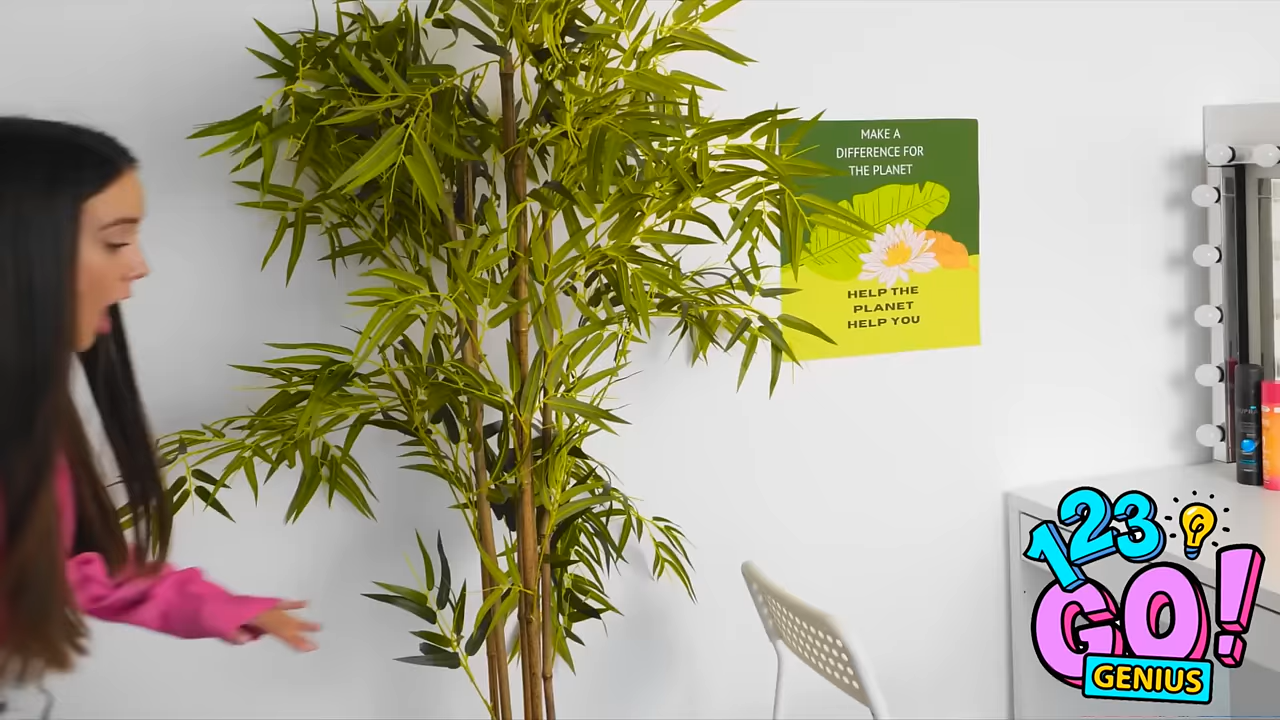 MAKE A
DIFFERENCE FOR
THE PLANET
HELP THE
PLANET
HELP YOU
123
GO!
GENIUS